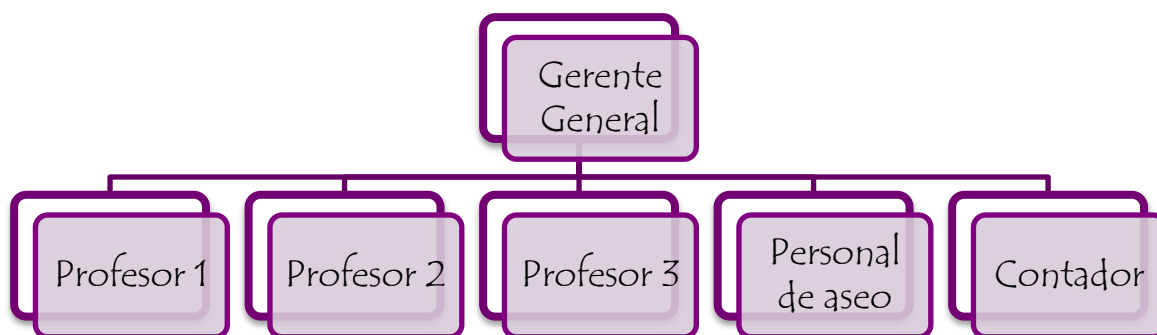 Gerente
General
Profesor 1
Profesor 2
Profesor 3
Personal
de aseo
Contador